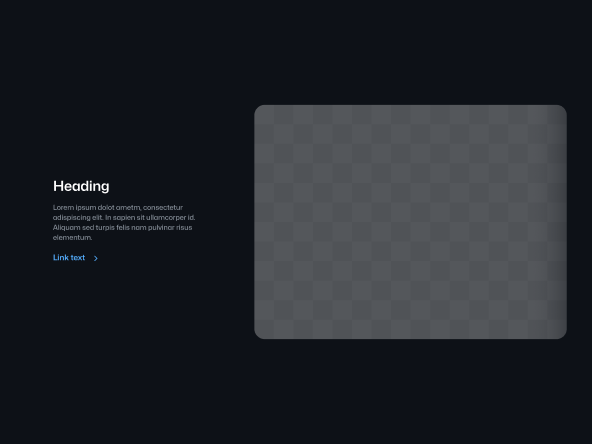 Heading
Lorem ipsum dolot ametm, consectetur
adispiscing elit. In sapien sit ullamcorper id.
Aliquam sed turpis felis nam pulvinar risus
elementum.
Link text